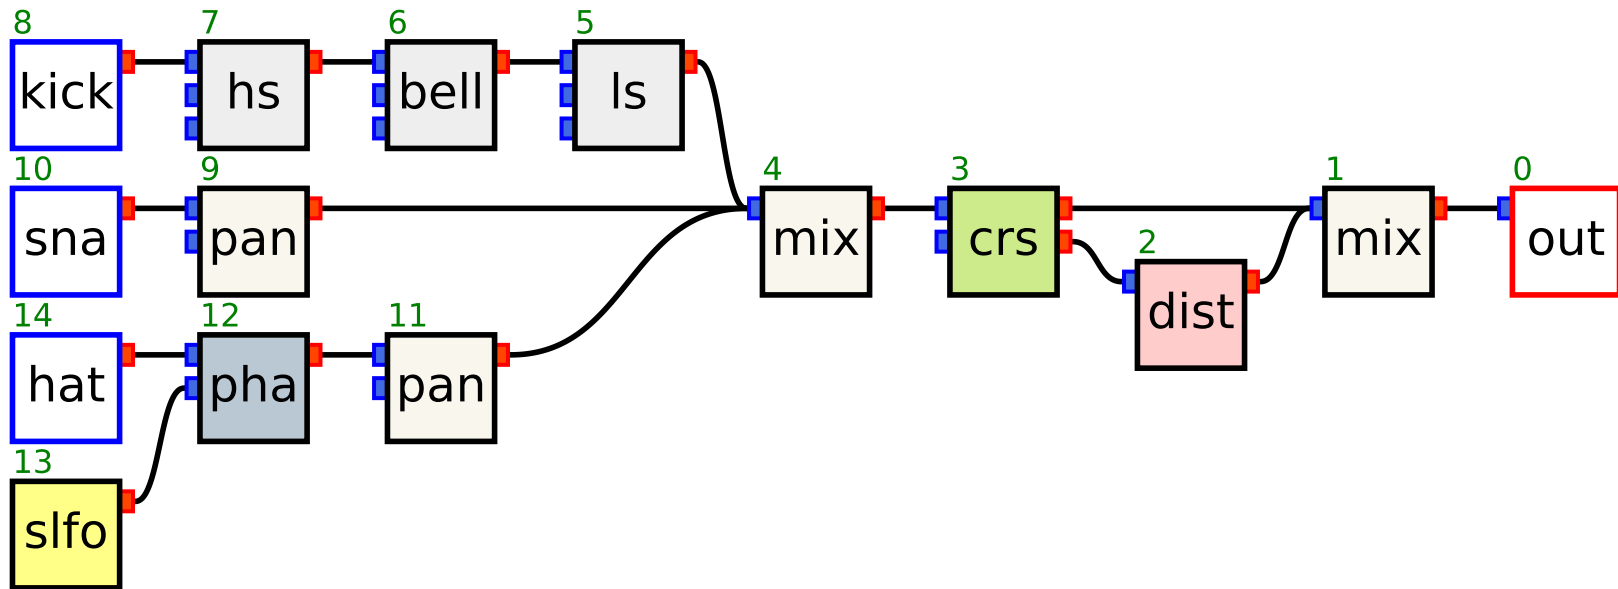 8 7 6 5
kick hs bell ls
10 9 4 3 1 0
sna pan mix crs mix out
2
dist
14 12 11
hat pha pan
13
slfo